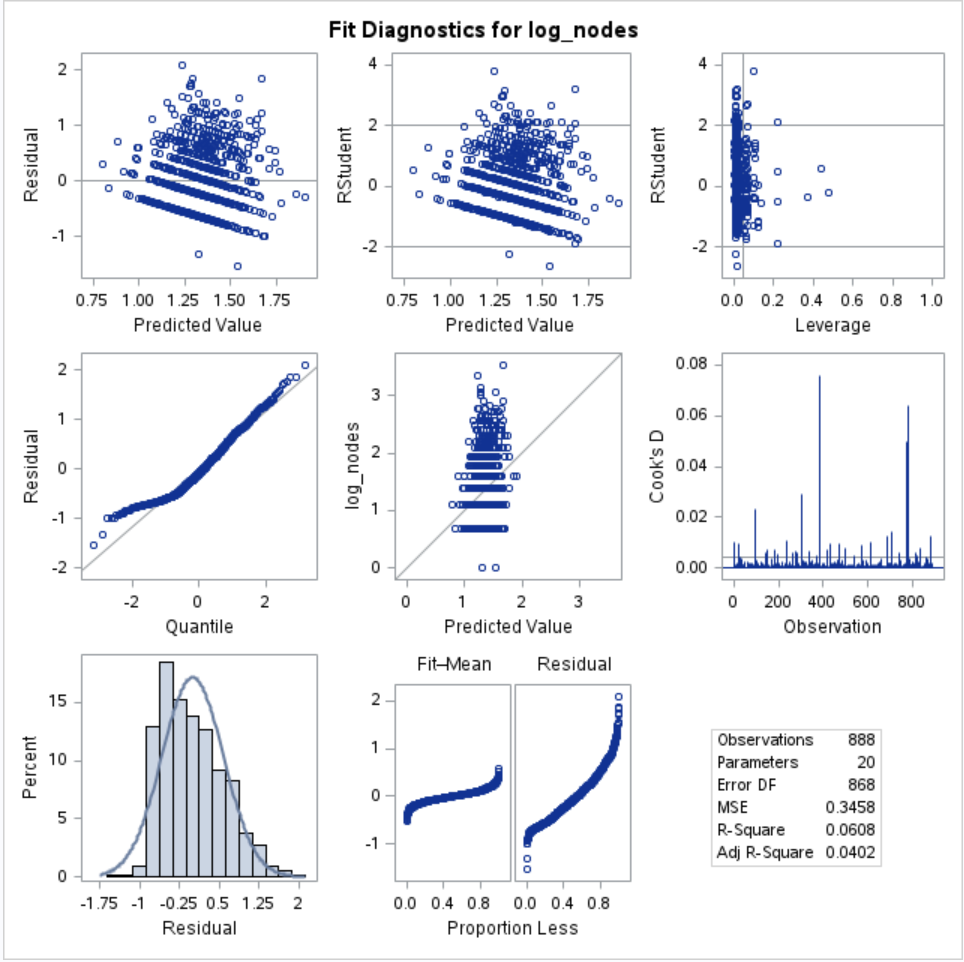 Fit Diagnostics for log_nodes
2
1
0
-1
Residual
0.75 1.00 1.25 1.50 1.75
Predicted Value
4
2
0
-2
RStudent
0.75 1.00 1.25 1.50 1.75
Predicted Value
4
2
0
-2
RStudent
0.0 0.2 0.4 0.6 0.8 1.0
Leverage
2
1
0
-1
-2
Residual
-2 0 2
Quantile
3
2
1
0
log_nodes
0 1 2 3
Predicted Value
0.08
0.06
0.04
0.02
0.00
Cook's D
0 200 400 600 800
Observation
15
10
5
0
Percent
-1.75 -1 -0.25 0.5 1.25 2
Residual
Fit–Mean Residual
2
1
0
-1
0.0 0.4 0.8 0.0 0.4 0.8
Proportion Less
Observations 888
Parameters 20
Error DF 868
MSE 0.3458
R-Square 0.0608
Adj R-Square 0.0402